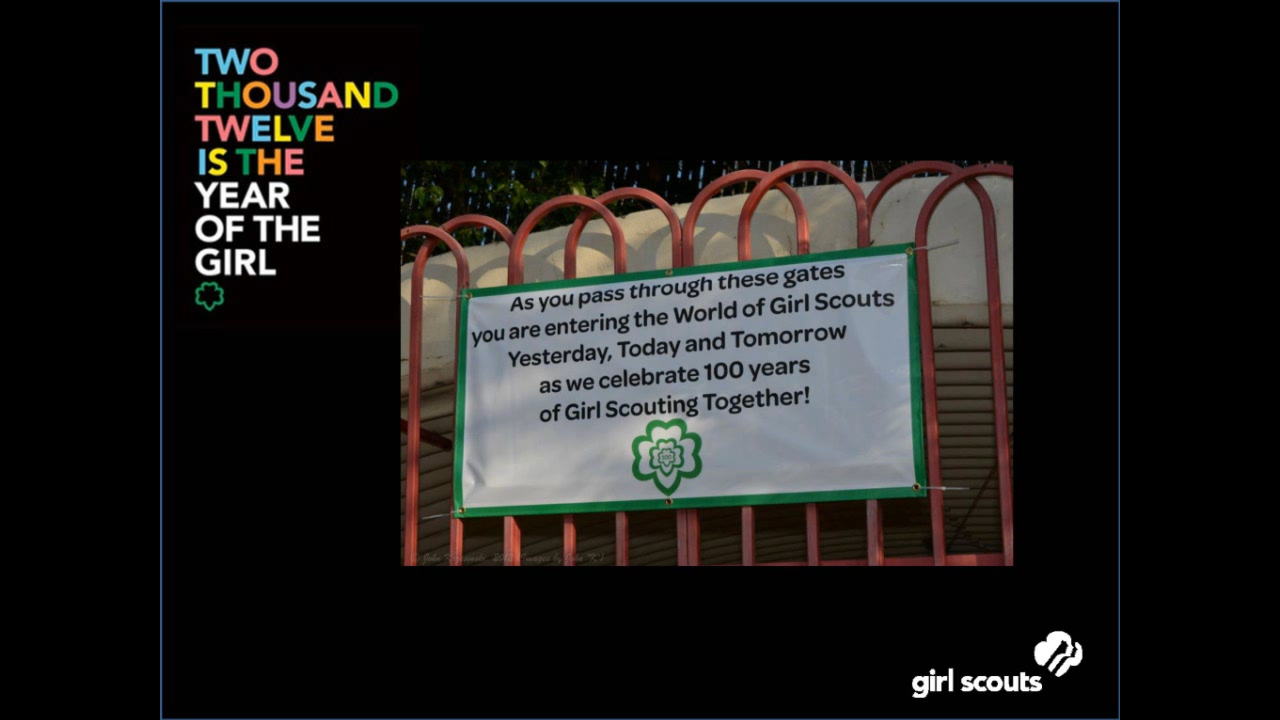 TWO
THOUSAND
TWELVE
IS THE
YEAR
OF THE
GIRL
As you pass through these gates
you are entering the World of Girl Scouts
Yesterday, Today and Tomorrow
as we celebrate 100 years
of Girl Scouting Together!
100
girl scouts